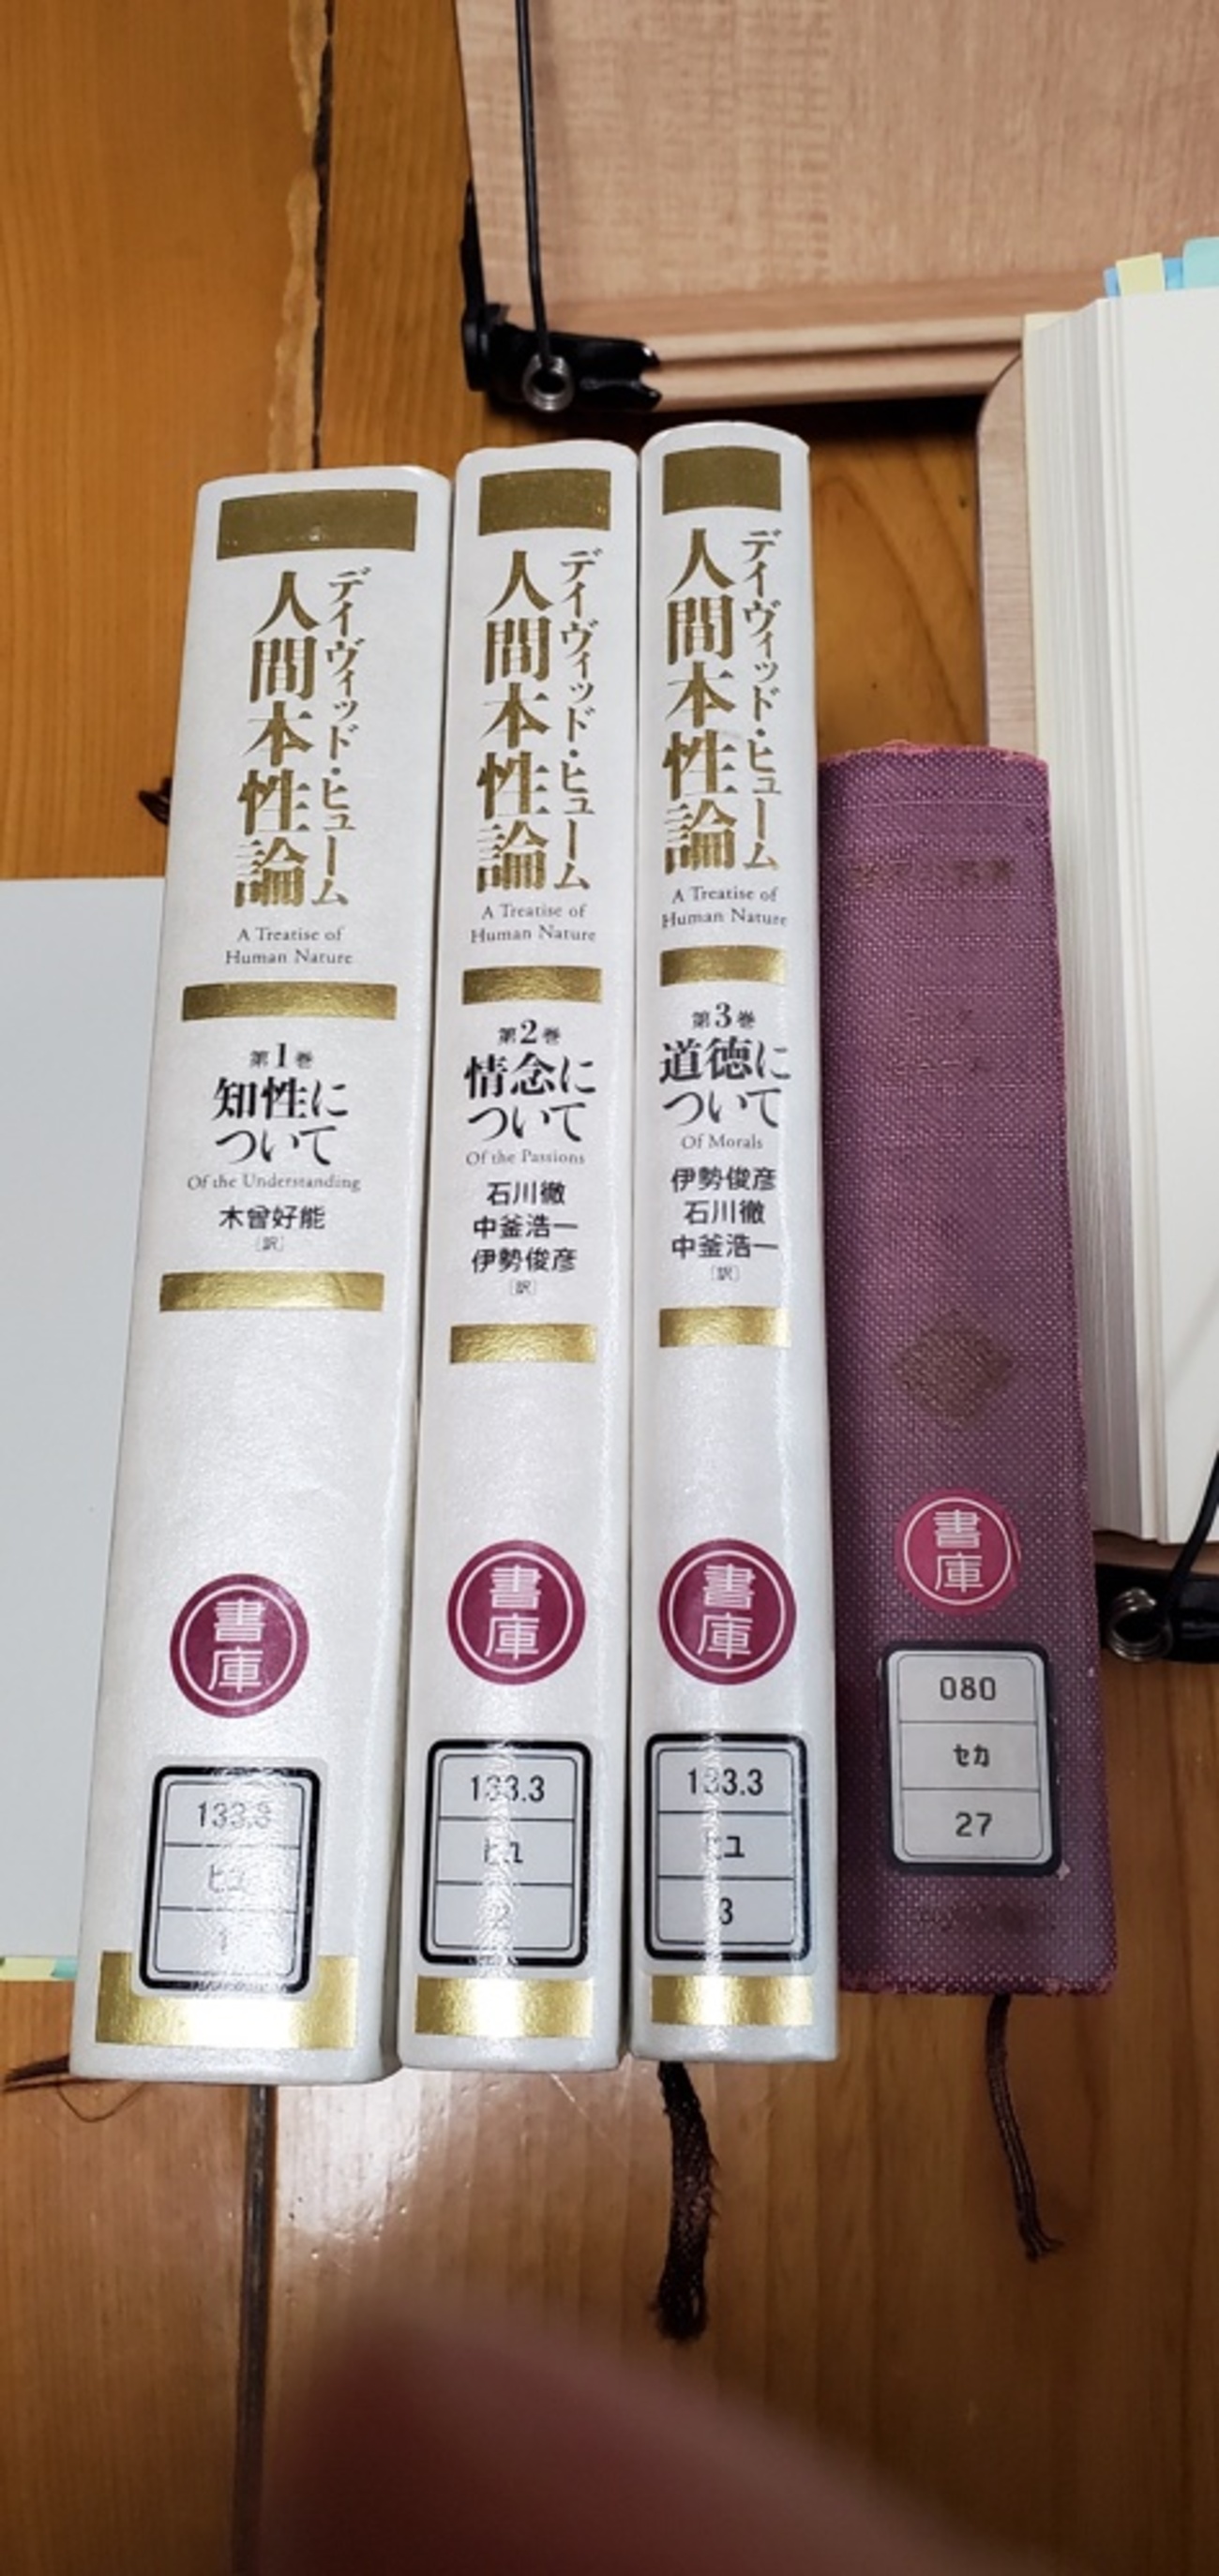 デイヴィッド・ヒューム
人間本性論
A Treatise of
Human Nature
第1巻
知性に
ついて
Of the Understanding
木曾好能
〔訳〕
書庫
133.3
ヒユ
1
デイヴィッド・ヒューム
人間本性論
A Treatise of
Human Nature
第2巻
情念に
ついて
Of the Passions
石川徹
中釜浩一
伊勢俊彦
〔訳〕
書庫
133.3
ヒユ
2
デイヴィッド・ヒューム
人間本性論
A Treatise of
Human Nature
第3巻
道徳に
ついて
Of Morals
伊勢俊彦
石川徹
中釜浩一
〔訳〕
書庫
133.3
ヒユ
3
書庫
080
セカ
27